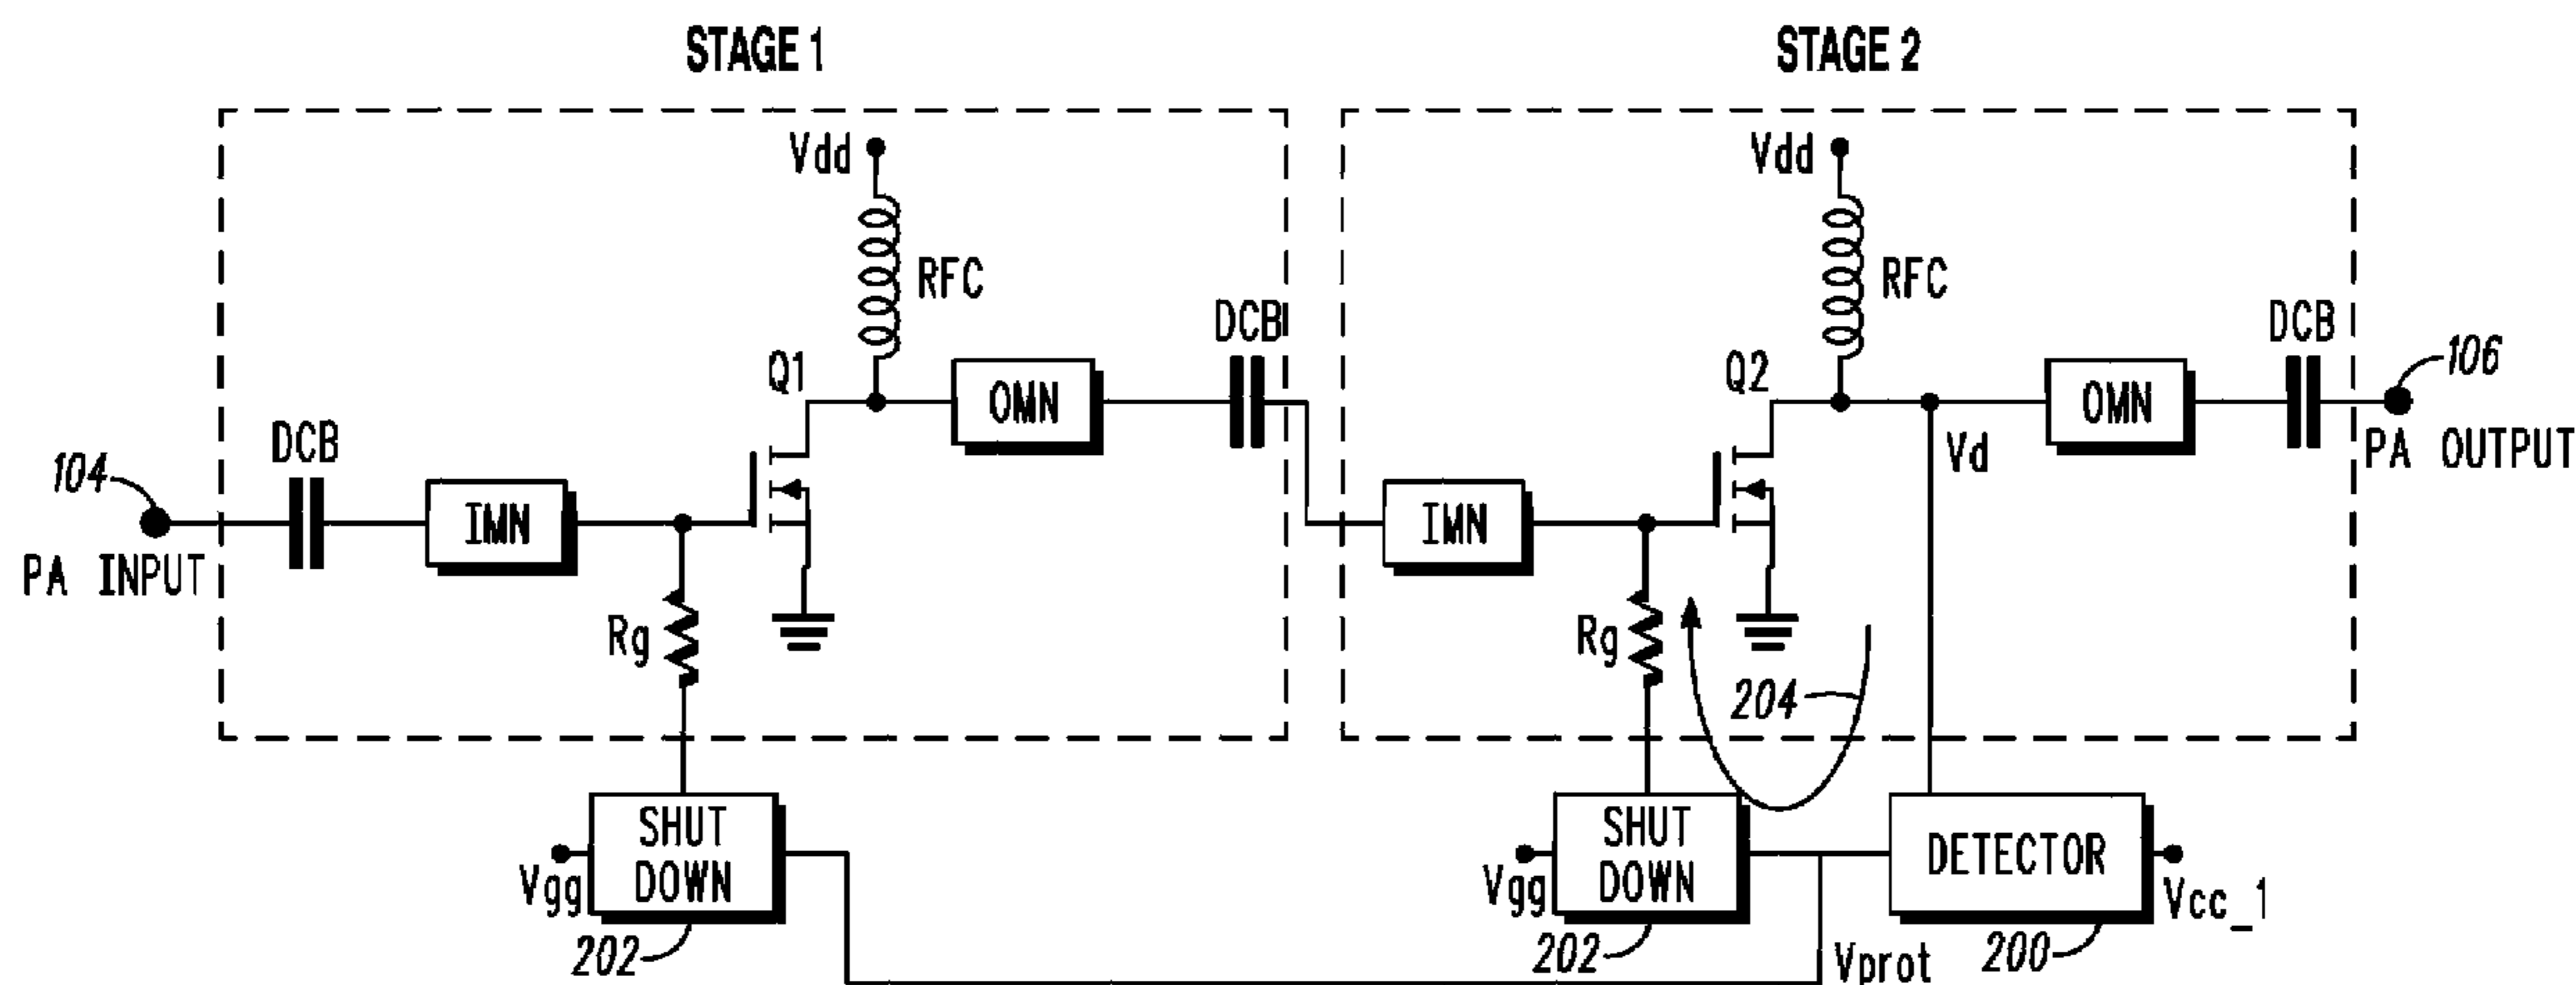 STAGE 1
STAGE 2
Vdd
Vdd
RFC
RFC
DCB
DCB
Q1
Q2
106
OMN
OMN
DCB
Vd
PA OUTPUT
104
IMN
IMN
PA INPUT
Rg
Rg
204
SHUT
DOWN
SHUT
DOWN
DETECTOR
Vgg
Vgg
Vcc_1
202
202
Vprot
200